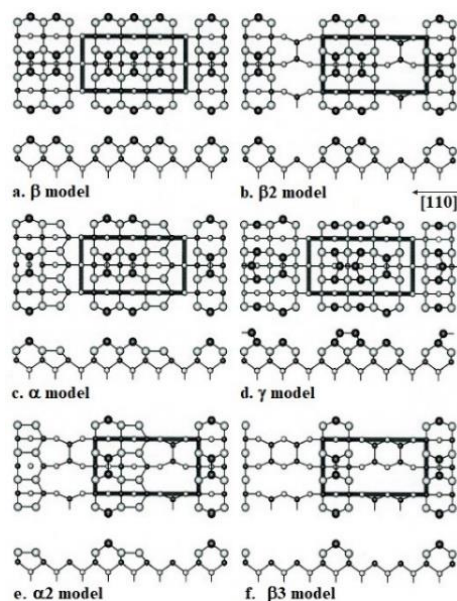 a. β model
b. β2 model
[110]
c. α model
d. γ model
e. α2 model
f. β3 model